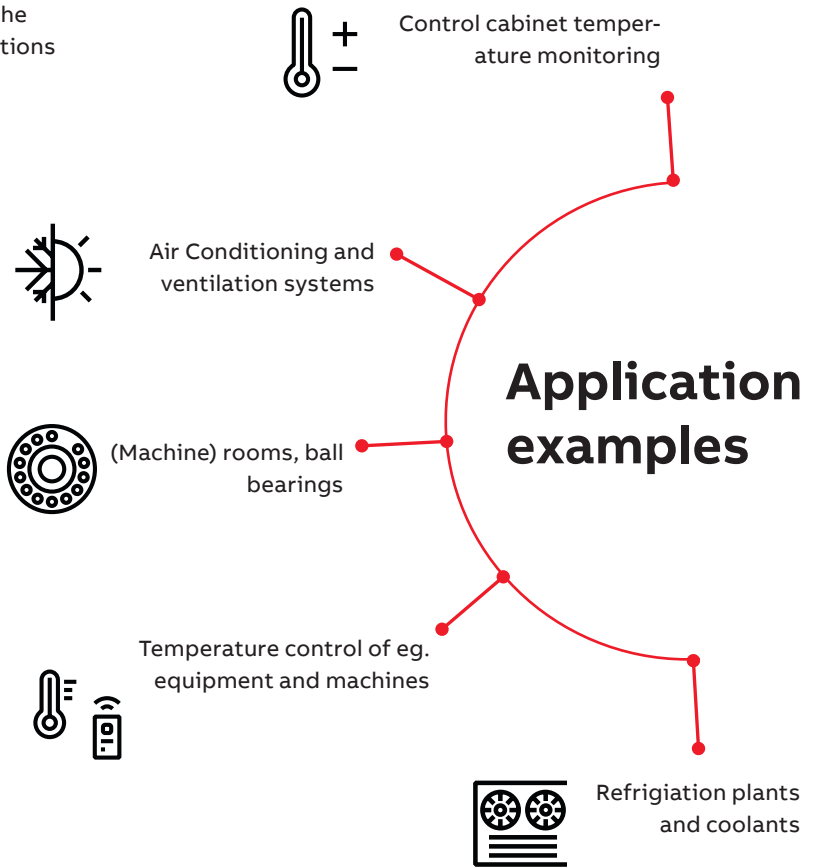 he
tions
Control cabinet temper-
ature monitoring
Air Conditioning and
ventilation systems
Application
examples
(Machine) rooms, ball
bearings
Temperature control of eg.
equipment and machines
Refrigiation plants
and coolants